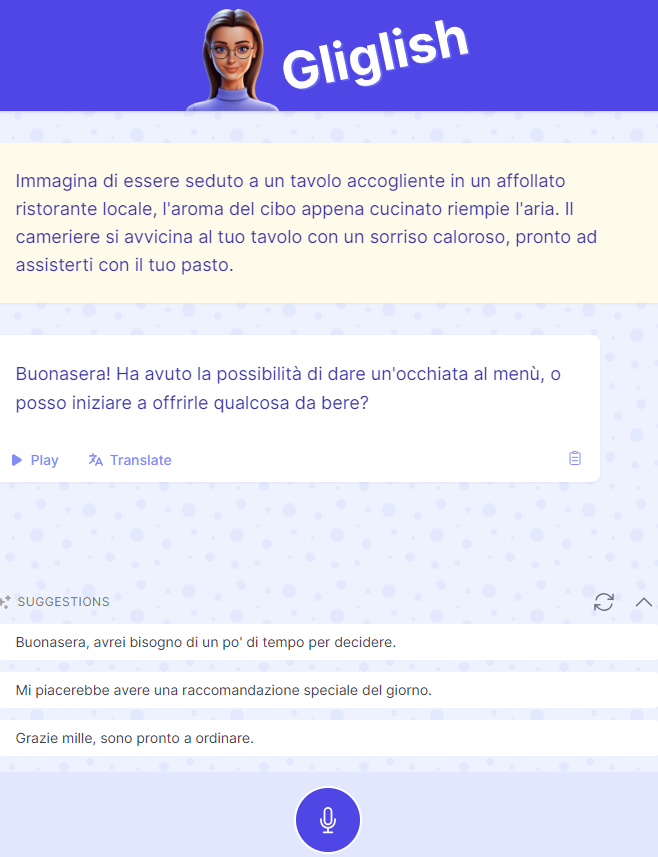 Gliglish
Immagina di essere seduto a un tavolo accogliente in un affollato
ristorante locale, l'aroma del cibo appena cucinato riempie l'aria. Il
cameriere si avvicina al tuo tavolo con un sorriso caloroso, pronto ad
assisterti con il tuo pasto.
Buonasera! Ha avuto la possibilità di dare un'occhiata al menù, o
posso iniziare a offrirle qualcosa da bere?
Play Translate
SUGGESTIONS
Buonasera, avrei bisogno di un po' di tempo per decidere.
Mi piacerebbe avere una raccomandazione speciale del giorno.
Grazie mille, sono pronto a ordinare.